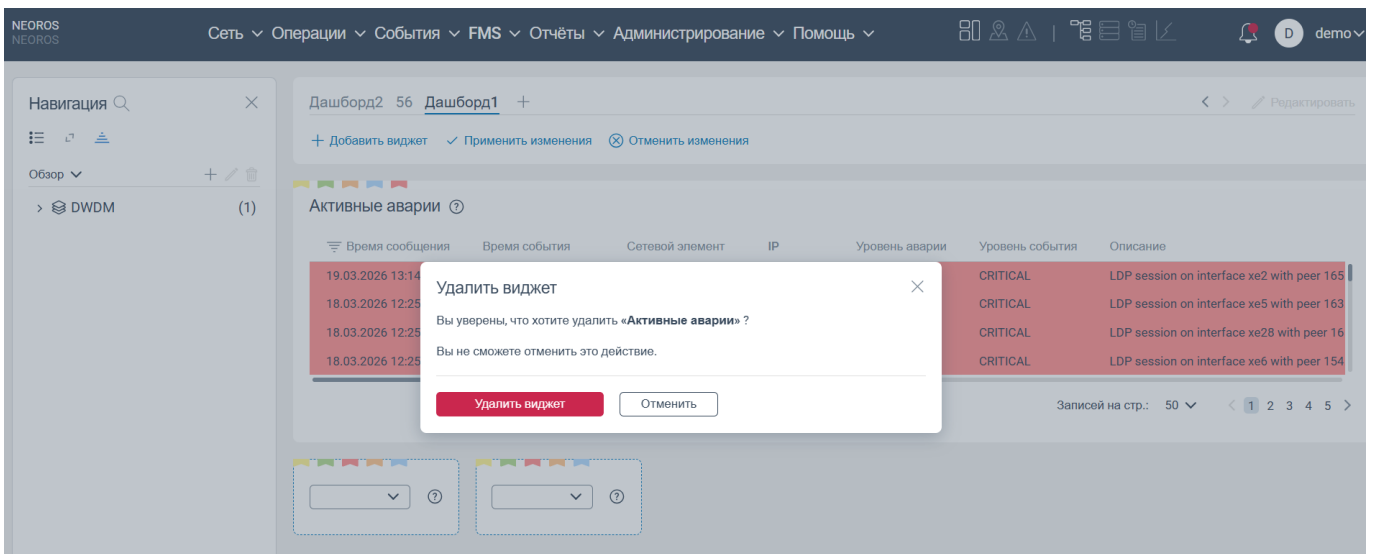 NEOROS
NEOROS
Сеть Операции События FMS Отчёты Администрирование Помощь
D demo
Навигация
Обзор
DWDM (1)
Дашборд2 56 Дашборд1 +
Редактировать
+ Добавить виджет Применить изменения Отменить изменения
Активные аварии ?
Время сообщения Время события Сетевой элемент IP Уровень аварии Уровень события Описание
19.03.2026 13:14 CRITICAL LDP session on interface xe2 with peer 165
18.03.2026 12:25 CRITICAL LDP session on interface xe5 with peer 163
18.03.2026 12:25 CRITICAL LDP session on interface xe28 with peer 16
18.03.2026 12:25 CRITICAL LDP session on interface xe6 with peer 154
Удалить виджет
Вы уверены, что хотите удалить «Активные аварии» ?
Вы не сможете отменить это действие.
Удалить виджет Отменить
Записей на стр.: 50 < 1 2 3 4 5 >
? ?